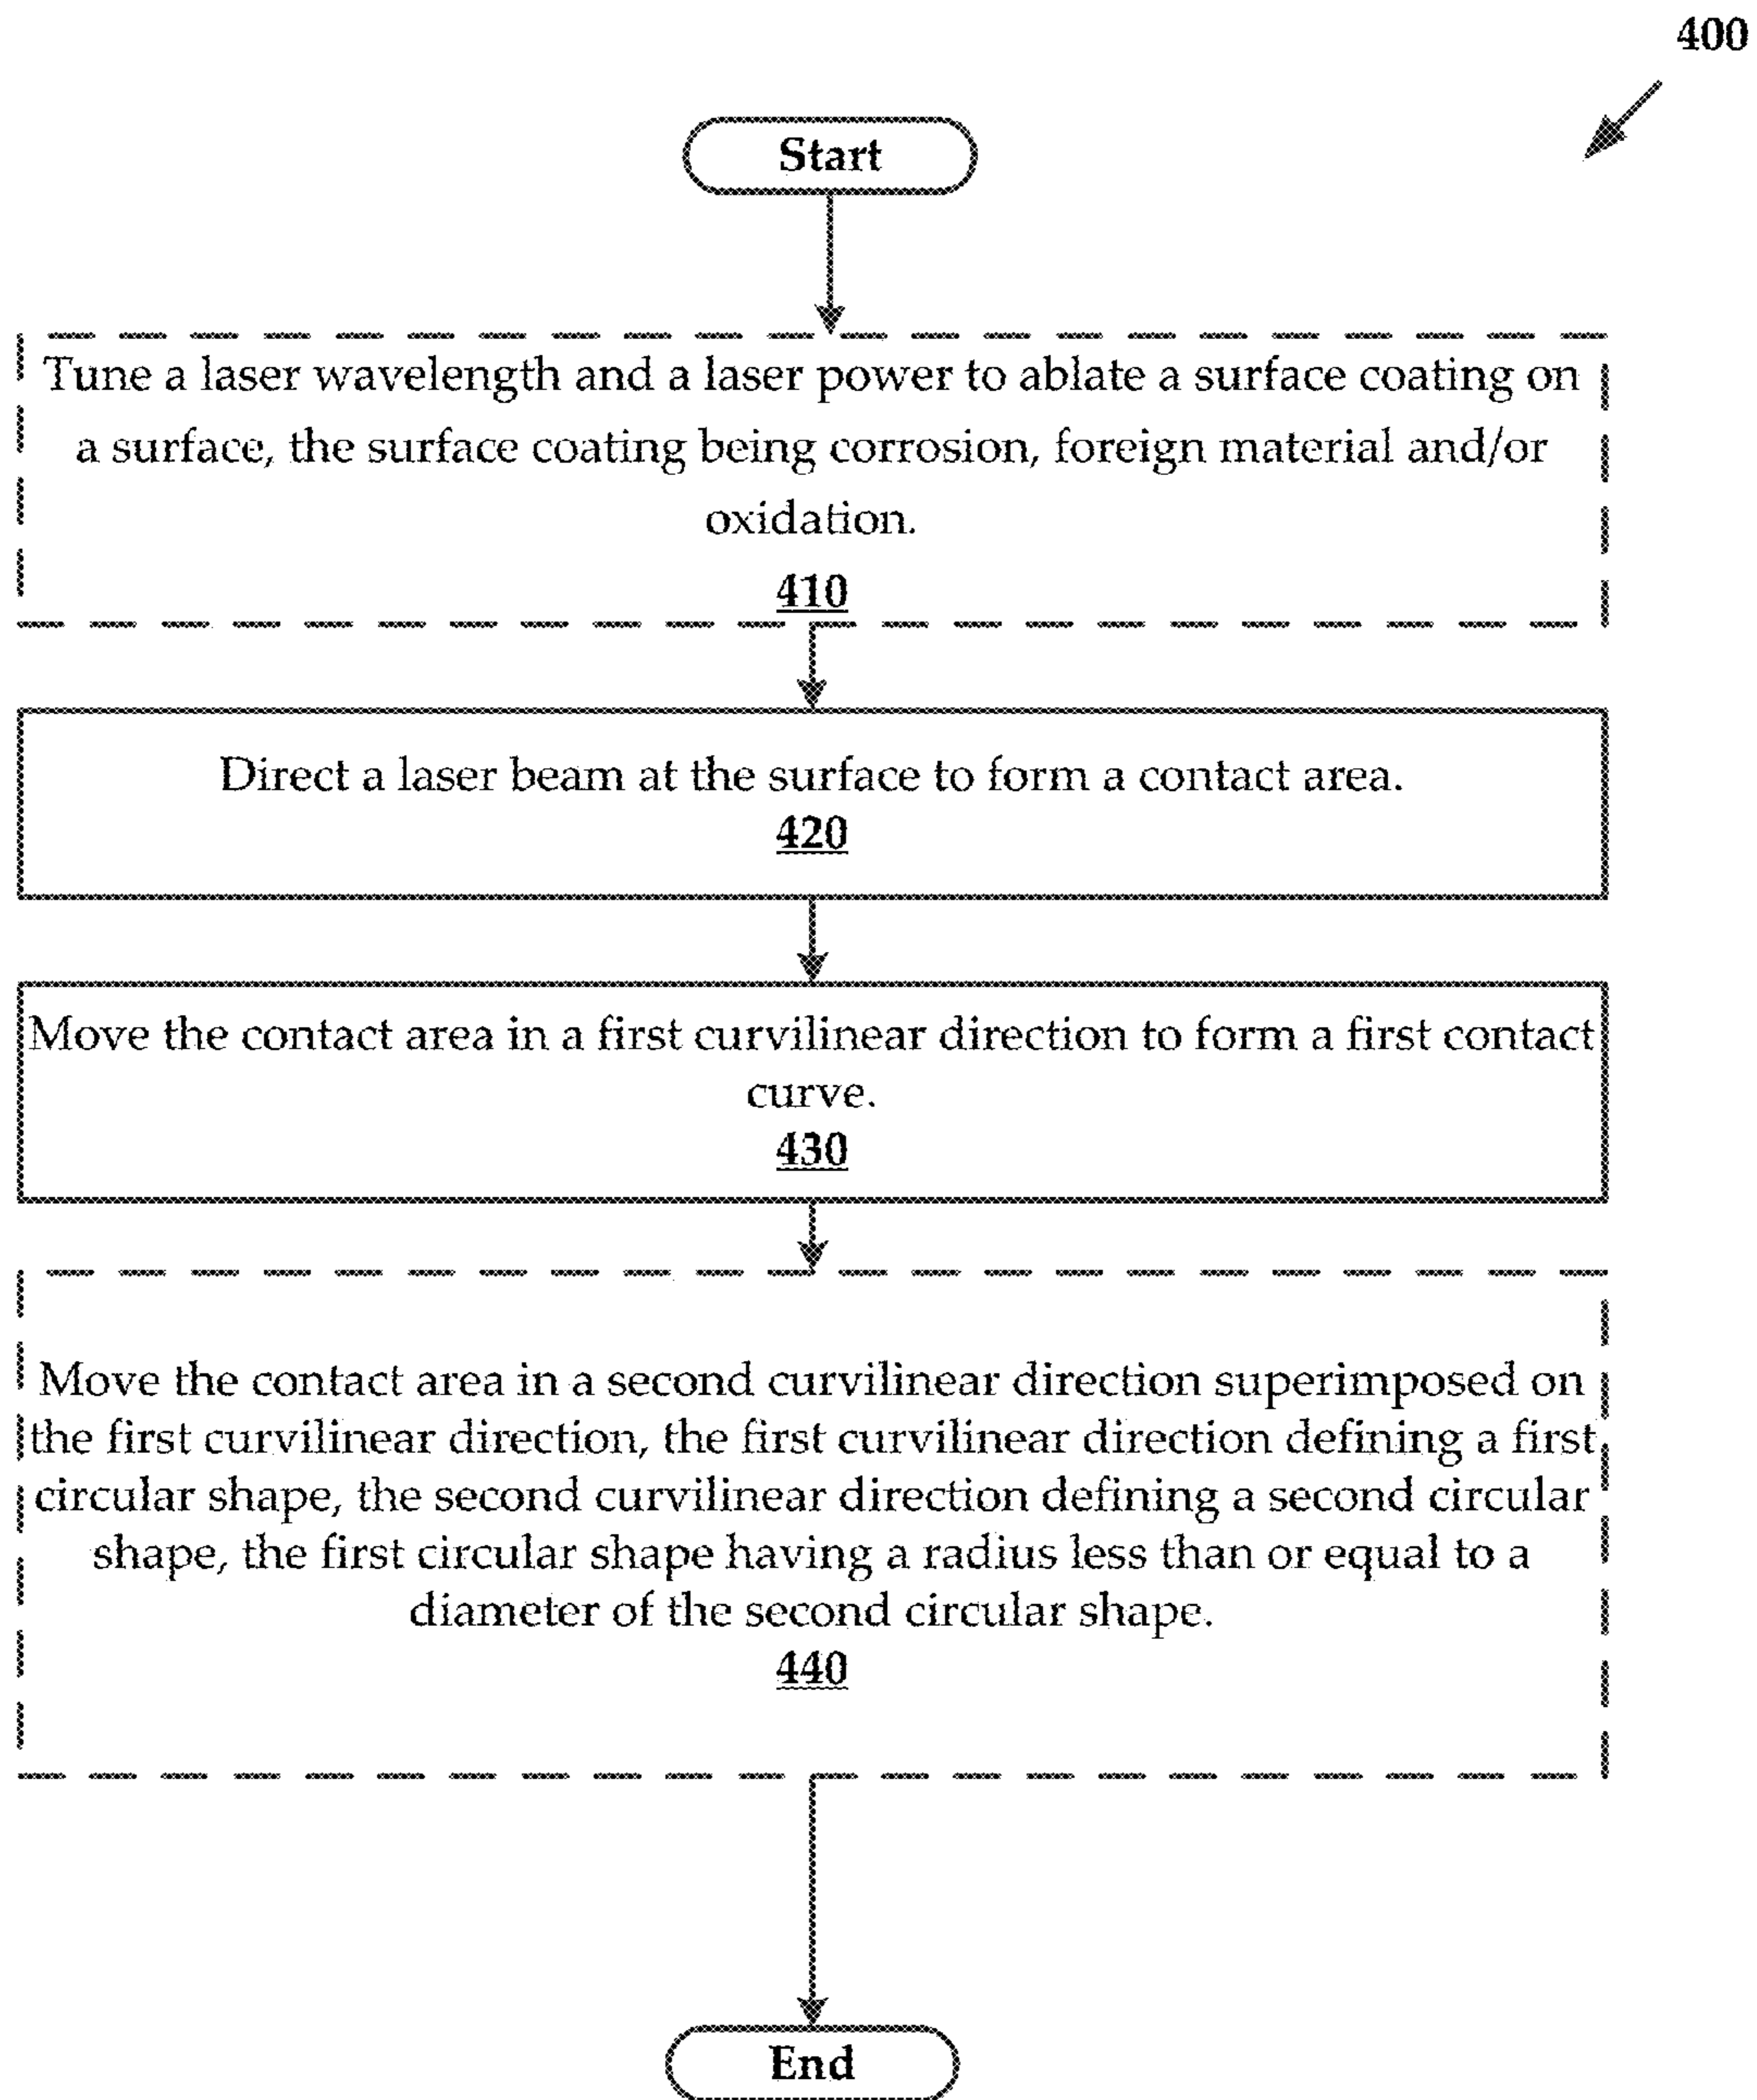 400
Start
Tune a laser wavelength and a laser power to ablate a surface coating on
a surface, the surface coating being corrosion, foreign material and/or
oxidation.
410
Direct a laser beam at the surface to form a contact area.
420
Move the contact area in a first curvilinear direction to form a first contact
curve.
430
Move the contact area in a second curvilinear direction superimposed on
the first curvilinear direction, the first curvilinear direction defining a first
circular shape, the second curvilinear direction defining a second circular
shape, the first circular shape having a radius less than or equal to a
diameter of the second circular shape.
440
End